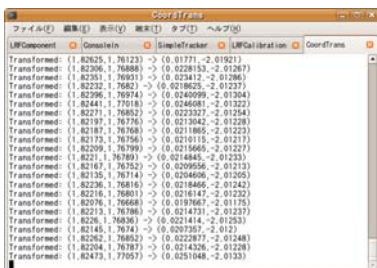 CoordTrans
ファイル(F) 編集(E) 表示(V) 端末(T) タブ(T) ヘルプ(H)
LRFComponent ConsoleIn SimpleTracker LRFCalibration CoordTrans
Transformed: (1.82625,1.76123) -> (0.01771,-2.01921)
Transformed: (1.82306,1.76888) -> (0.0228153,-2.01267)
Transformed: (1.82351,1.76931) -> (0.023412,-2.01286)
Transformed: (1.82232,1.7682) -> (0.0218625,-2.01237)
Transformed: (1.82396,1.76974) -> (0.0240099,-2.01304)
Transformed: (1.82441,1.77018) -> (0.0246081,-2.01322)
Transformed: (1.82271,1.76852) -> (0.0223327,-2.01254)
Transformed: (1.82197,1.76776) -> (0.0213042,-2.01228)
Transformed: (1.82187,1.76768) -> (0.0211865,-2.01223)
Transformed: (1.82173,1.76756) -> (0.0210115,-2.01217)
Transformed: (1.82209,1.76799) -> (0.0215665,-2.01227)
Transformed: (1.8221,1.76789) -> (0.0214845,-2.01233)
Transformed: (1.82167,1.76752) -> (0.0209556,-2.01213)
Transformed: (1.82135,1.76714) -> (0.0204606,-2.01205)
Transformed: (1.82236,1.76816) -> (0.0218466,-2.01242)
Transformed: (1.82216,1.76801) -> (0.0216147,-2.01232)
Transformed: (1.82076,1.76668) -> (0.0197667,-2.01175)
Transformed: (1.82213,1.76786) -> (0.0214731,-2.01237)
Transformed: (1.8226,1.76836) -> (0.0221414,-2.01253)
Transformed: (1.82145,1.7674) -> (0.0207357,-2.012)
Transformed: (1.82262,1.76852) -> (0.0222877,-2.01248)
Transformed: (1.82204,1.76787) -> (0.0214326,-2.01228)
Transformed: (1.82473,1.77057) -> (0.0251048,-2.0133)